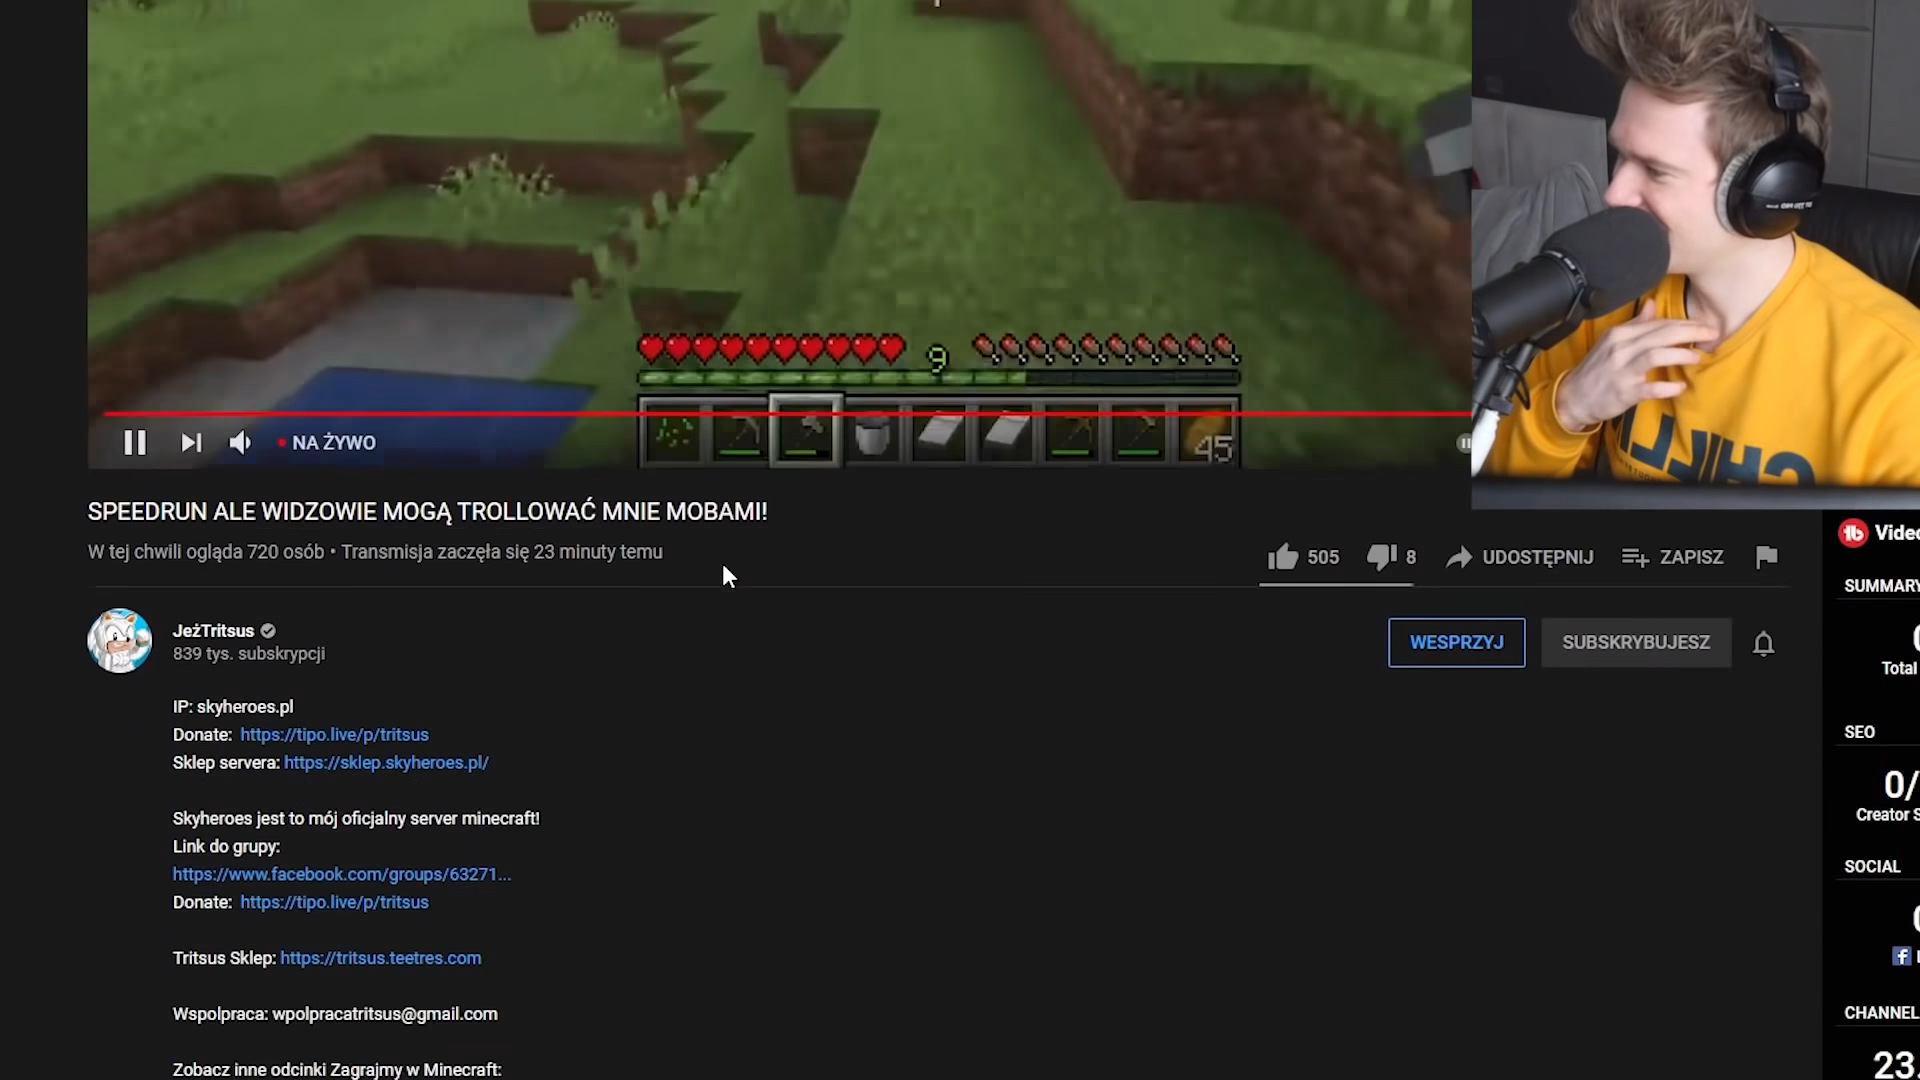 9
45
NA ŻYWO
SPEEDRUN ALE WIDZOWIE MOGĄ TROLLOWAĆ MNIE MOBAMI!
W tej chwili ogląda 720 osób • Transmisja zaczęła się 23 minuty temu
505
8
UDOSTĘPNIJ
ZAPISZ
JeżTritsus
839 tys. subskrypcji
WESPRZYJ
SUBSKRYBUJESZ
IP: skyheroes.pl
Donate: https://tipo.live/p/tritsus
Sklep servera: https://sklep.skyheroes.pl/
Skyheroes jest to mój oficjalny server minecraft!
Link do grupy:
https://www.facebook.com/groups/63271...
Donate: https://tipo.live/p/tritsus
Tritsus Sklep: https://tritsus.teetres.com
Wspolpraca: wpolpracatritsus@gmail.com
Zobacz inne odcinki Zagrajmy w Minecraft:
Video
SUMMARY
Total
SEO
0/
Creator S
SOCIAL
CHANNEL
23.